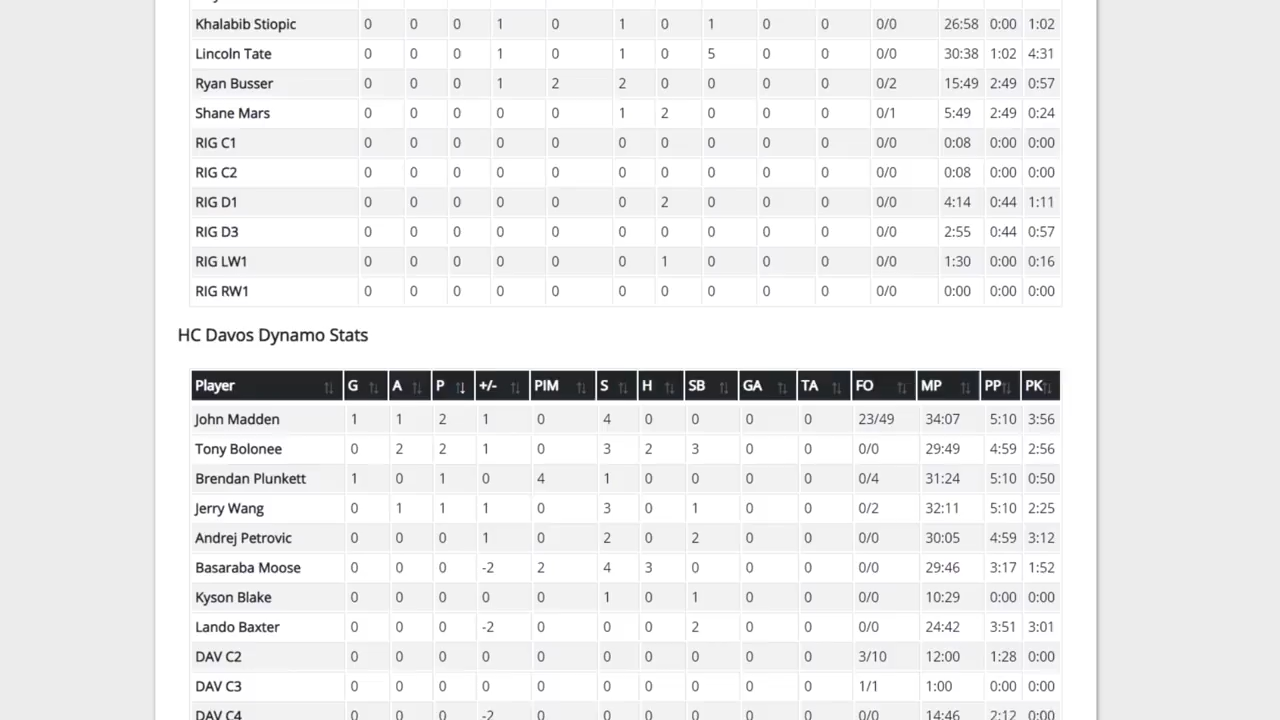 Khalabib Stiopic 0 0 0 1 0 1 0 1 0 0 0/0 26:58 0:00 1:02
Lincoln Tate 0 0 0 1 0 1 0 5 0 0 0/0 30:38 1:02 4:31
Ryan Busser 0 0 0 1 2 2 0 0 0 0 0/2 15:49 2:49 0:57
Shane Mars 0 0 0 0 0 1 2 0 0 0 0/1 5:49 2:49 0:24
RIG C1 0 0 0 0 0 0 0 0 0 0 0/0 0:08 0:00 0:00
RIG C2 0 0 0 0 0 0 0 0 0 0 0/0 0:08 0:00 0:00
RIG D1 0 0 0 0 0 0 2 0 0 0 0/0 4:14 0:44 1:11
RIG D3 0 0 0 0 0 0 0 0 0 0 0/0 2:55 0:44 0:57
RIG LW1 0 0 0 0 0 0 1 0 0 0 0/0 1:30 0:00 0:16
RIG RW1 0 0 0 0 0 0 0 0 0 0 0/0 0:00 0:00 0:00
HC Davos Dynamo Stats
Player G A P +/- PIM S H SB GA TA FO MP PP PK
John Madden 1 1 2 1 0 4 0 0 0 0 23/49 34:07 5:10 3:56
Tony Bolonee 0 2 2 1 0 3 2 3 0 0 0/0 29:49 4:59 2:56
Brendan Plunkett 1 0 1 0 4 1 0 0 0 0 0/4 31:24 5:10 0:50
Jerry Wang 0 1 1 1 0 3 0 1 0 0 0/2 32:11 5:10 2:25
Andrej Petrovic 0 0 0 1 0 2 0 2 0 0 0/0 30:05 4:59 3:12
Basaraba Moose 0 0 0 -2 2 4 3 0 0 0 0/0 29:46 3:17 1:52
Kyson Blake 0 0 0 0 0 1 0 1 0 0 0/0 10:29 0:00 0:00
Lando Baxter 0 0 0 -2 0 0 0 2 0 0 0/0 24:42 3:51 3:01
DAV C2 0 0 0 0 0 0 0 0 0 0 3/10 12:00 1:28 0:00
DAV C3 0 0 0 0 0 0 0 0 0 0 1/1 1:00 0:00 0:00
DAV C4 0 0 0 -2 0 0 0 0 0 0 0/0 14:46 2:12 0:00